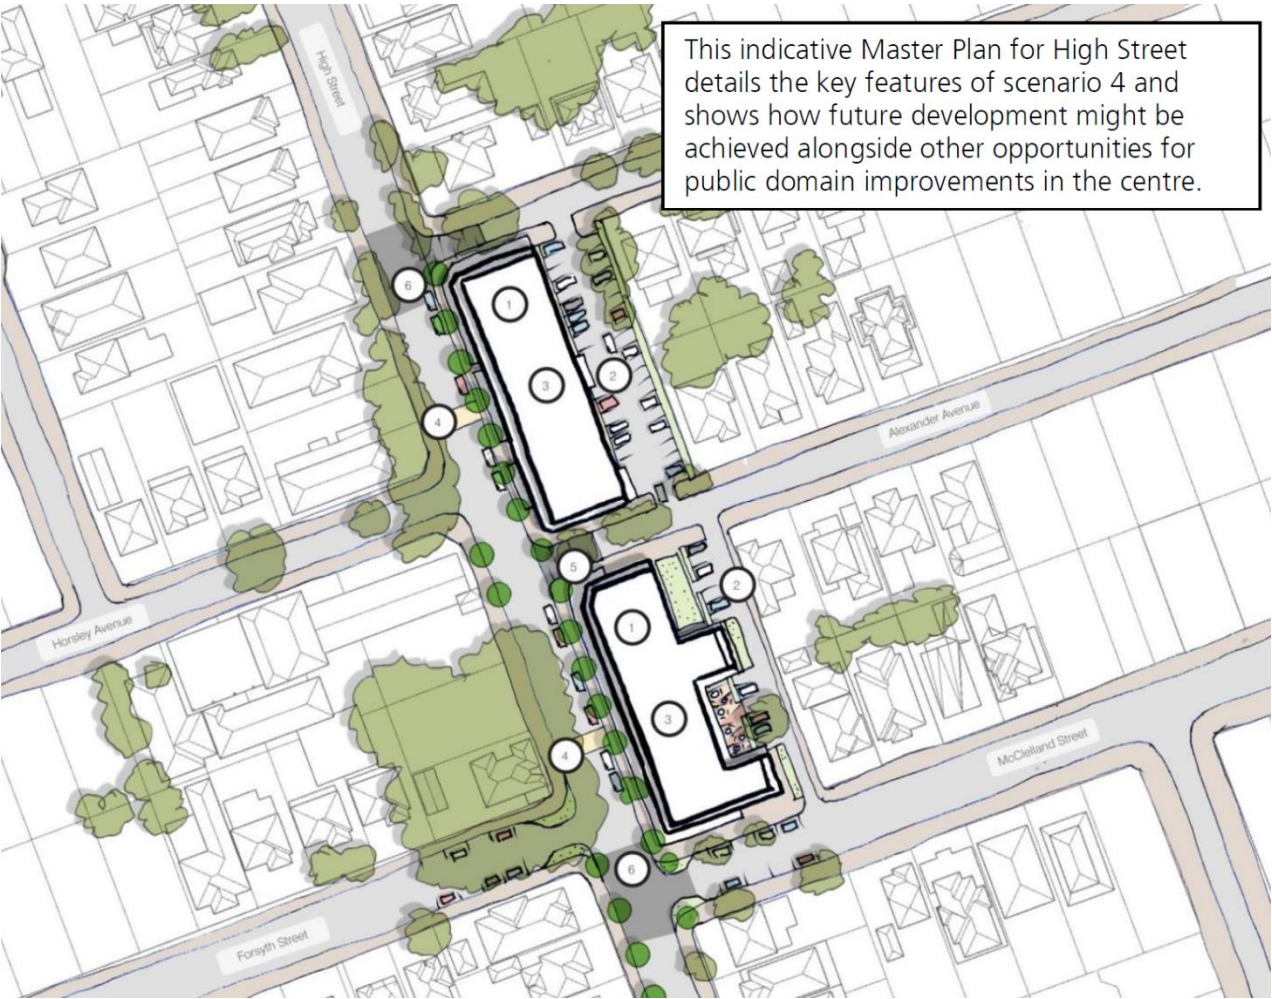 This indicative Master Plan for High Street
details the key features of scenario 4 and
shows how future development might be
achieved alongside other opportunities for
public domain improvements in the centre.
High Street
6
1
3
2
4
Alexander Avenue
5
2
1
Horsley Avenue
3
4
McClelland Street
6
Forsyth Street